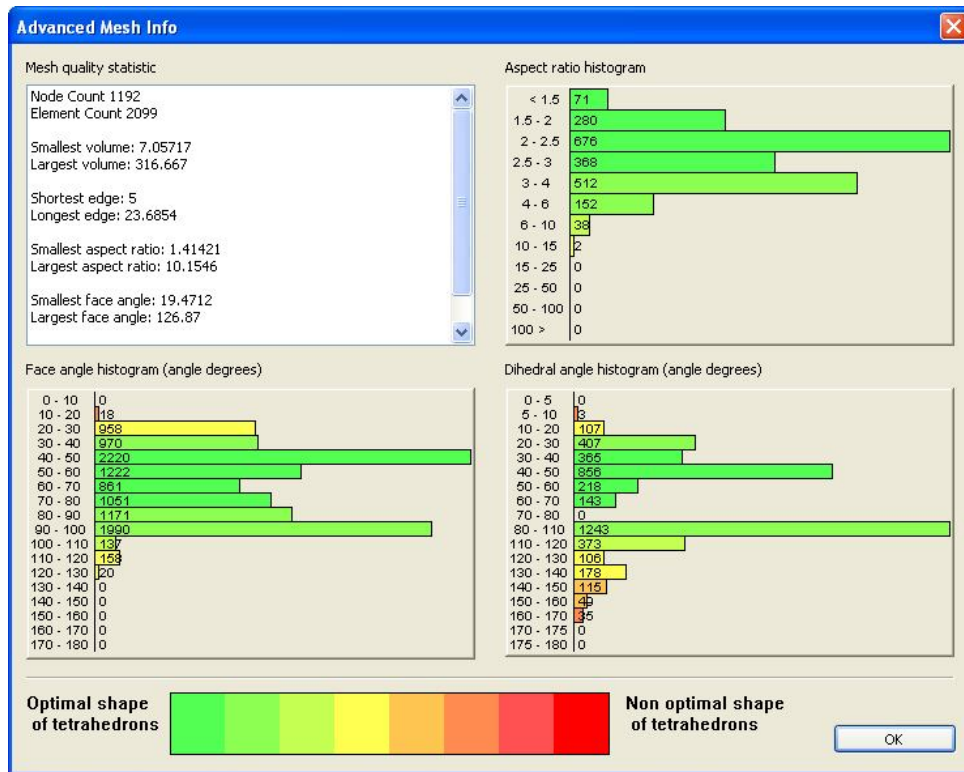 Advanced Mesh Info
Mesh quality statistic
Node Count 1192
Element Count 2099
Smallest volume: 7.05717
Largest volume: 316.667
Shortest edge: 5
Longest edge: 23.6854
Smallest aspect ratio: 1.41421
Largest aspect ratio: 10.1546
Smallest face angle: 19.4712
Largest face angle: 126.87
Aspect ratio histogram
< 1.5 71
1.5 - 2 280
2 - 2.5 676
2.5 - 3 368
3 - 4 512
4 - 6 152
6 - 10 38
10 - 15 2
15 - 25 0
25 - 50 0
50 - 100 0
100 > 0
Face angle histogram (angle degrees)
0 - 10 0
10 - 20 18
20 - 30 958
30 - 40 970
40 - 50 2220
50 - 60 1222
60 - 70 861
70 - 80 1051
80 - 90 1171
90 - 100 1990
100 - 110 137
110 - 120 158
120 - 130 20
130 - 140 0
140 - 150 0
150 - 160 0
160 - 170 0
170 - 180 0
Dihedral angle histogram (angle degrees)
0 - 5 0
5 - 10 3
10 - 20 107
20 - 30 407
30 - 40 365
40 - 50 856
50 - 60 218
60 - 70 143
70 - 80 0
80 - 110 1243
110 - 120 373
120 - 130 106
130 - 140 178
140 - 150 115
150 - 160 49
160 - 170 35
170 - 175 0
175 - 180 0
Optimal shape
of tetrahedrons
Non optimal shape
of tetrahedrons
OK